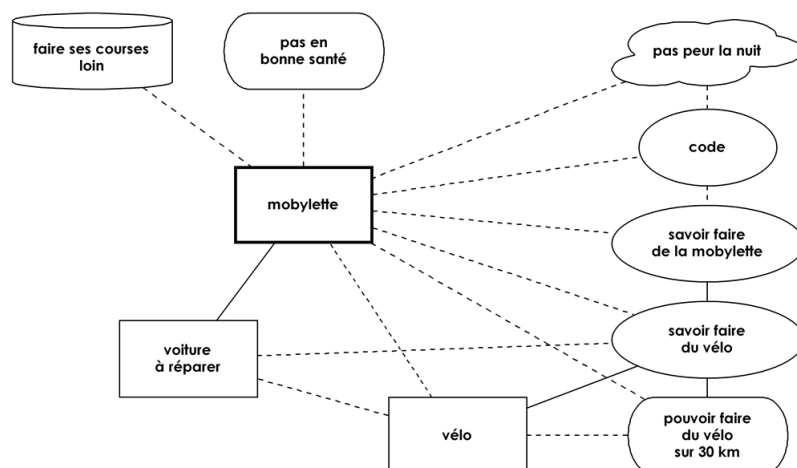 faire ses courses
loin
pas en
bonne santé
pas peur la nuit
code
mobylette
savoir faire
de la mobylette
voiture
à réparer
savoir faire
du vélo
vélo
pouvoir faire
du vélo
sur 30 km